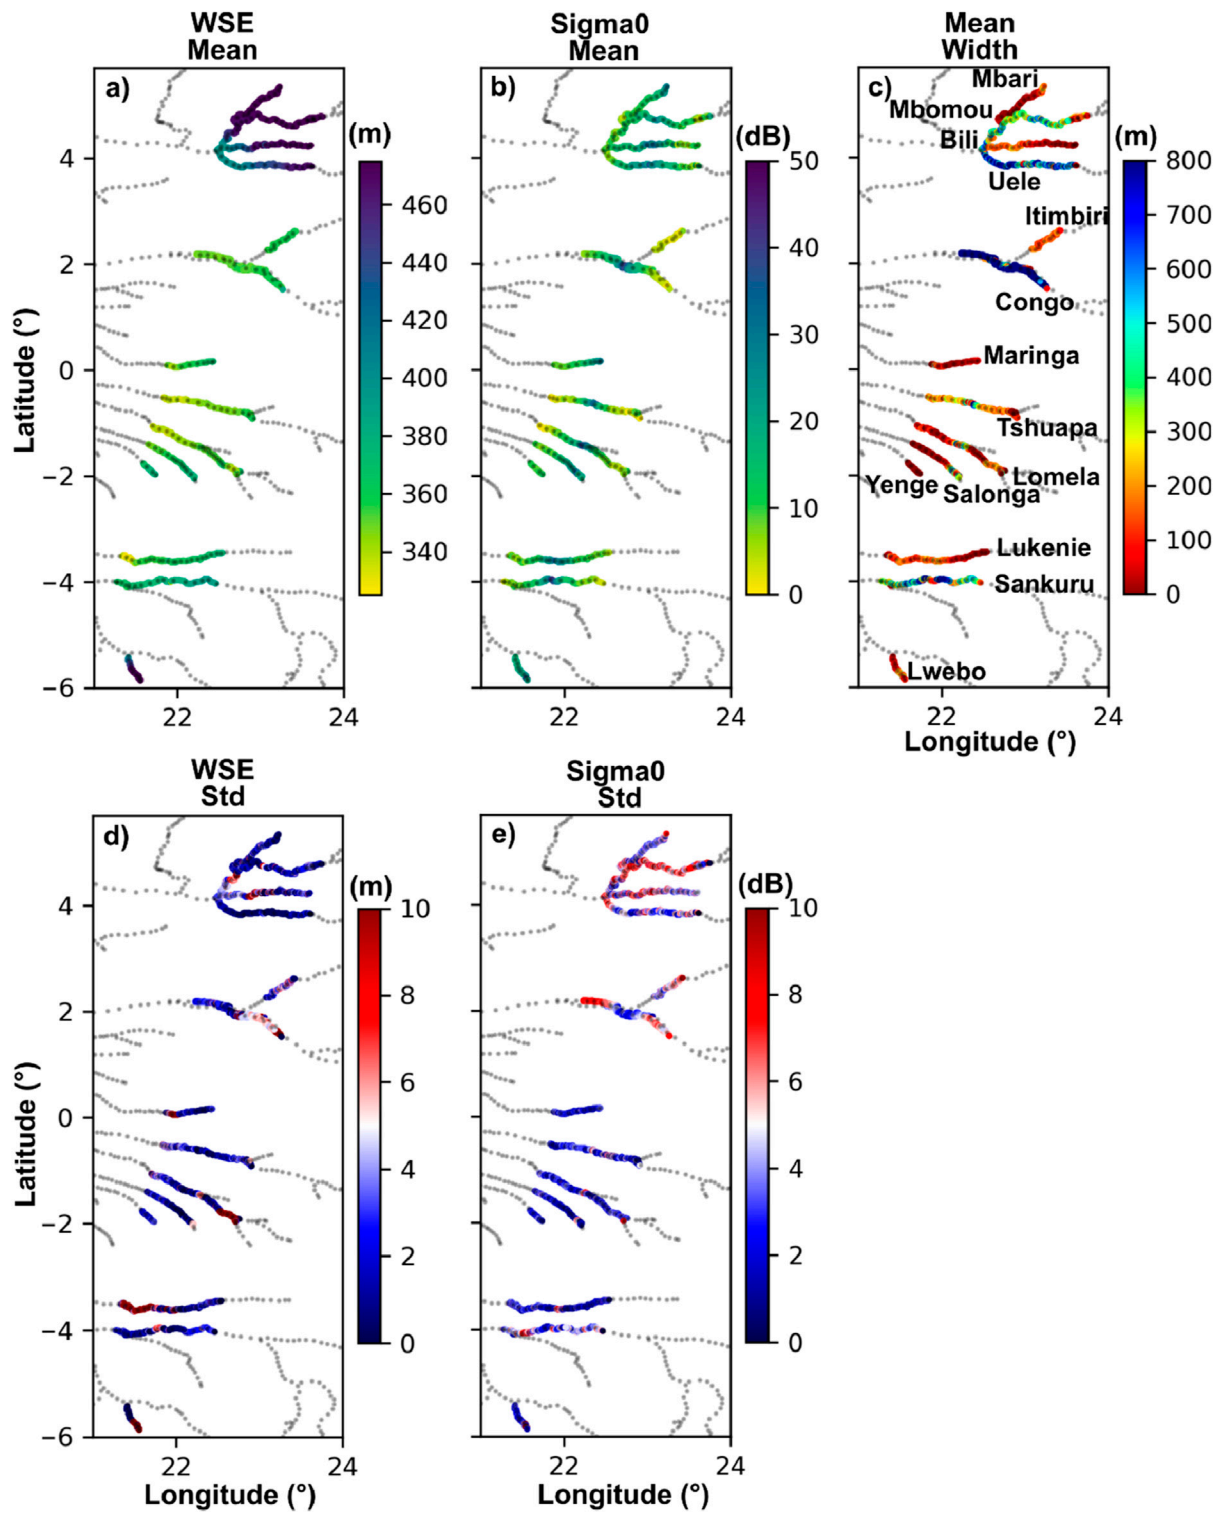 WSE
Mean
Sigma0
Mean
Mean
Width
a)
(m)
460
440
420
400
380
360
340
b)
(dB)
50
40
30
20
10
0
c)
Mbari
Mbomou
Bili
Uele
Itimbiri
Congo
Maringa
Tshuapa
Lomela
Yenge
Salonga
Lukenie
Sankuru
Lwebo
(m)
800
700
600
500
400
300
200
100
0
Latitude (°)
4
2
0
−2
−4
−6
22
24
22
24
22
24
Longitude (°)
WSE
Std
Sigma0
Std
d)
(m)
10
8
6
4
2
0
e)
(dB)
10
8
6
4
2
0
Latitude (°)
4
2
0
−2
−4
−6
22
24
22
24
Longitude (°)
Longitude (°)